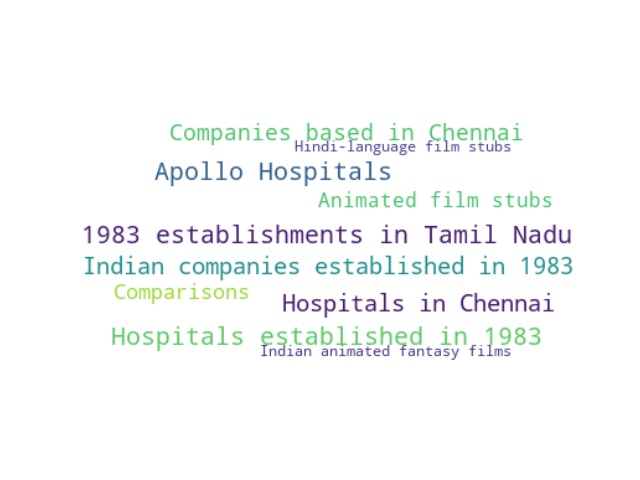 Companies based in Chennai
Hindi-language film stubs
Apollo Hospitals
Animated film stubs
1983 establishments in Tamil Nadu
Indian companies established in 1983
Comparisons
Hospitals in Chennai
Hospitals established in 1983
Indian animated fantasy films